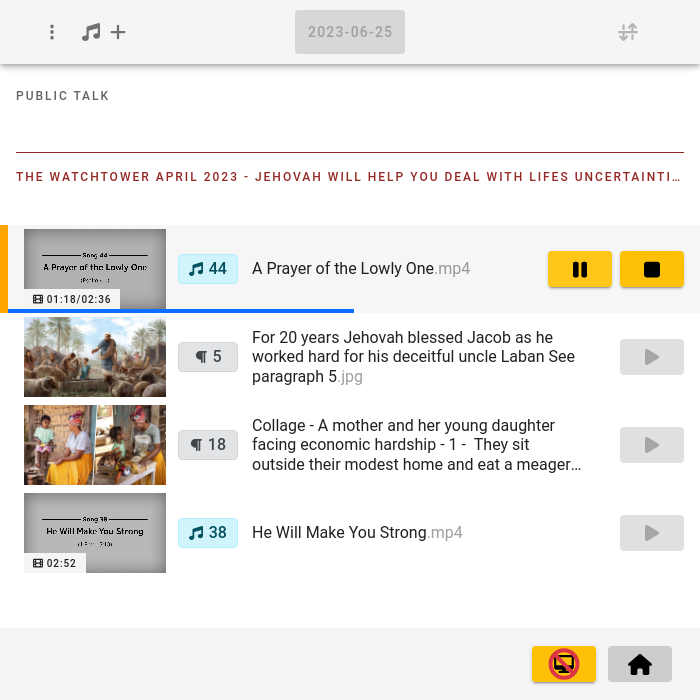 2023-06-25
PUBLIC TALK
THE WATCHTOWER APRIL 2023 - JEHOVAH WILL HELP YOU DEAL WITH LIFES UNCERTAINTI…
Song 44
A Prayer of the Lowly One
01:18/02:36
44
A Prayer of the Lowly One.mp4
¶ 5
For 20 years Jehovah blessed Jacob as he
worked hard for his deceitful uncle Laban See
paragraph 5.jpg
¶ 18
Collage - A mother and her young daughter
facing economic hardship - 1 - They sit
outside their modest home and eat a meager…
Song 38
He Will Make You Strong
02:52
38
He Will Make You Strong.mp4